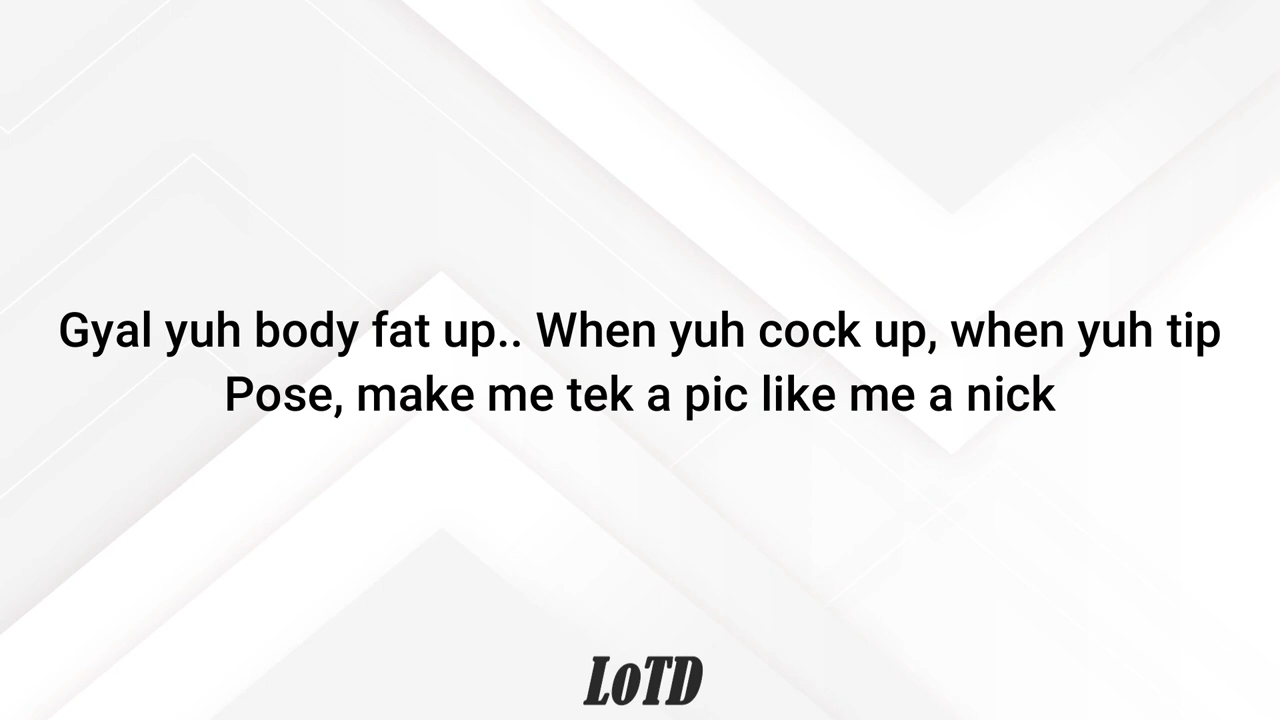 Gyal yuh body fat up.. When yuh cock up, when yuh tip
Pose, make me tek a pic like me a nick
LoTD